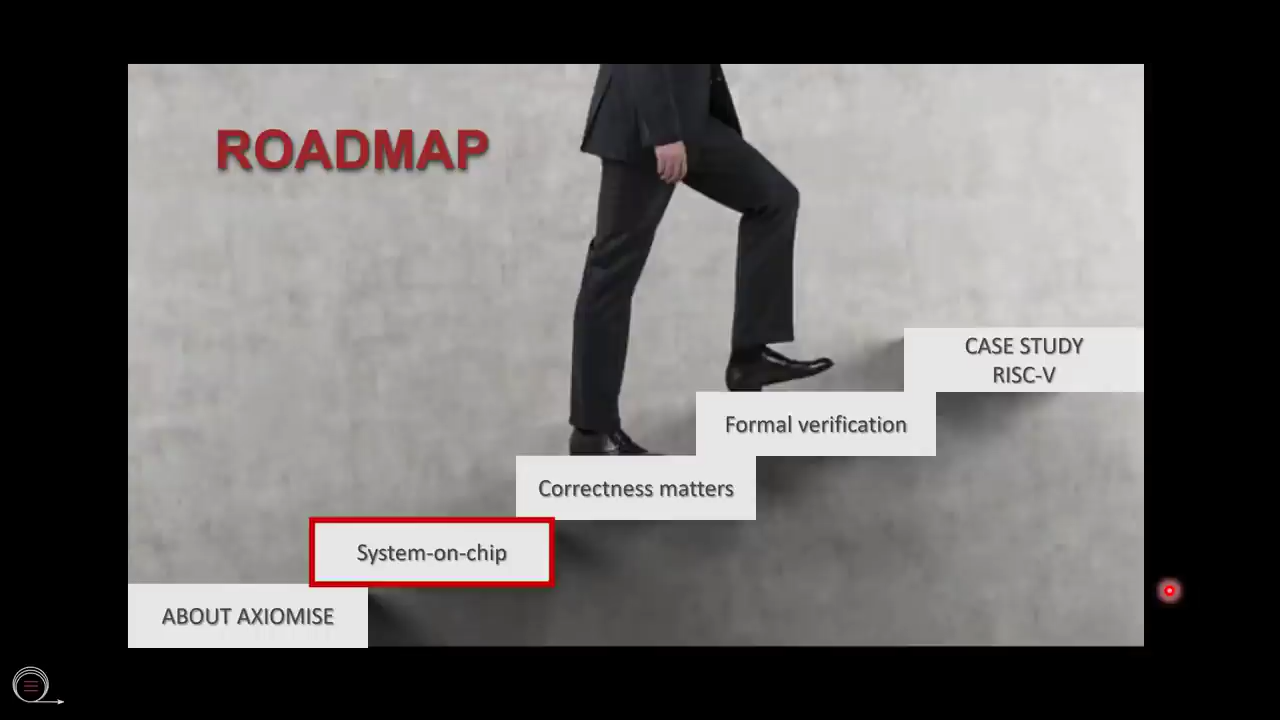 ROADMAP
CASE STUDY
RISC-V
Formal verification
Correctness matters
System-on-chip
ABOUT AXIOMISE